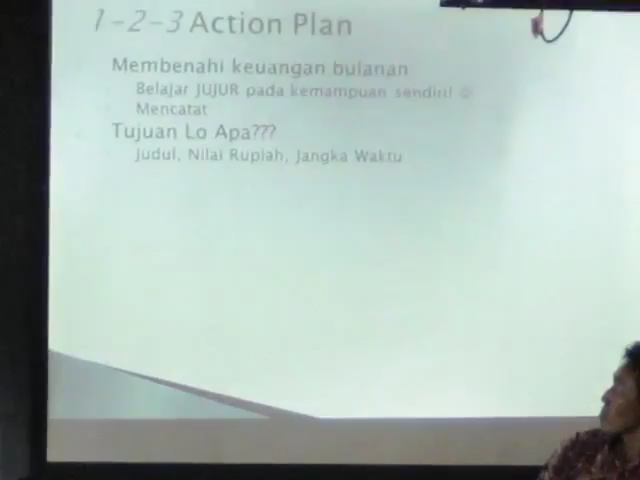 1-2-3 Action Plan
Membenahi keuangan bulanan
Belajar JUJUR pada kemampuan sendiri! ☺
Mencatat
Tujuan Lo Apa???
Judul, Nilai Rupiah, Jangka Waktu